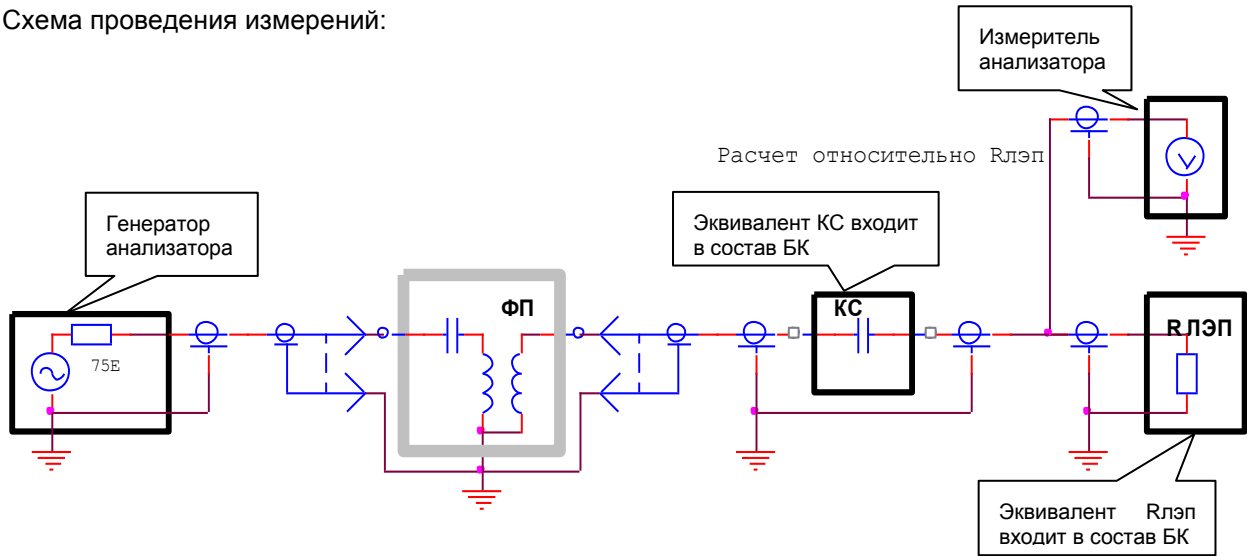 Схема проведения измерений:
Измеритель
анализатора
Расчет относительно Rлэп
Генератор
анализатора
Эквивалент КС входит
в состав БК
ФП
КС
R ЛЭП
75Е
Эквивалент Rлэп
входит в состав БК